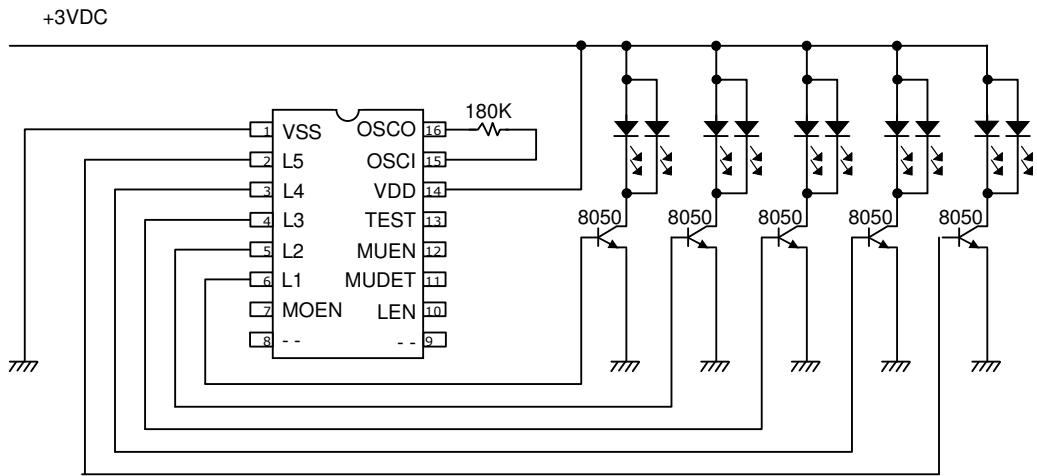 +3VDC
180K
1 VSS OSCO 16
2 L5 OSCI 15
3 L4 VDD 14
4 L3 TEST 13
5 L2 MUEN 12
6 L1 MUDET 11
7 MOEN LEN 10
8 -- -- 9
8050 8050 8050 8050 8050